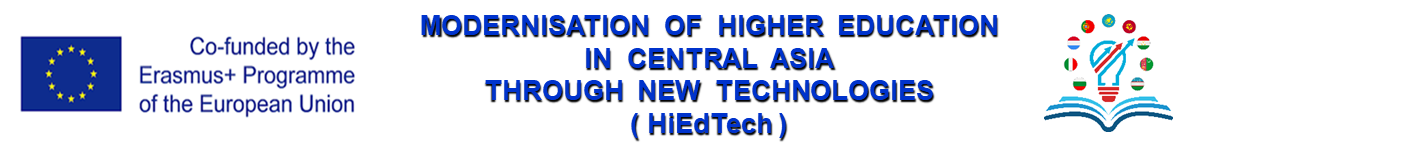 Co-funded by the
Erasmus+ Programme
of the European Union
MODERNISATION OF HIGHER EDUCATION
IN CENTRAL ASIA
THROUGH NEW TECHNOLOGIES
( HiEdTech )